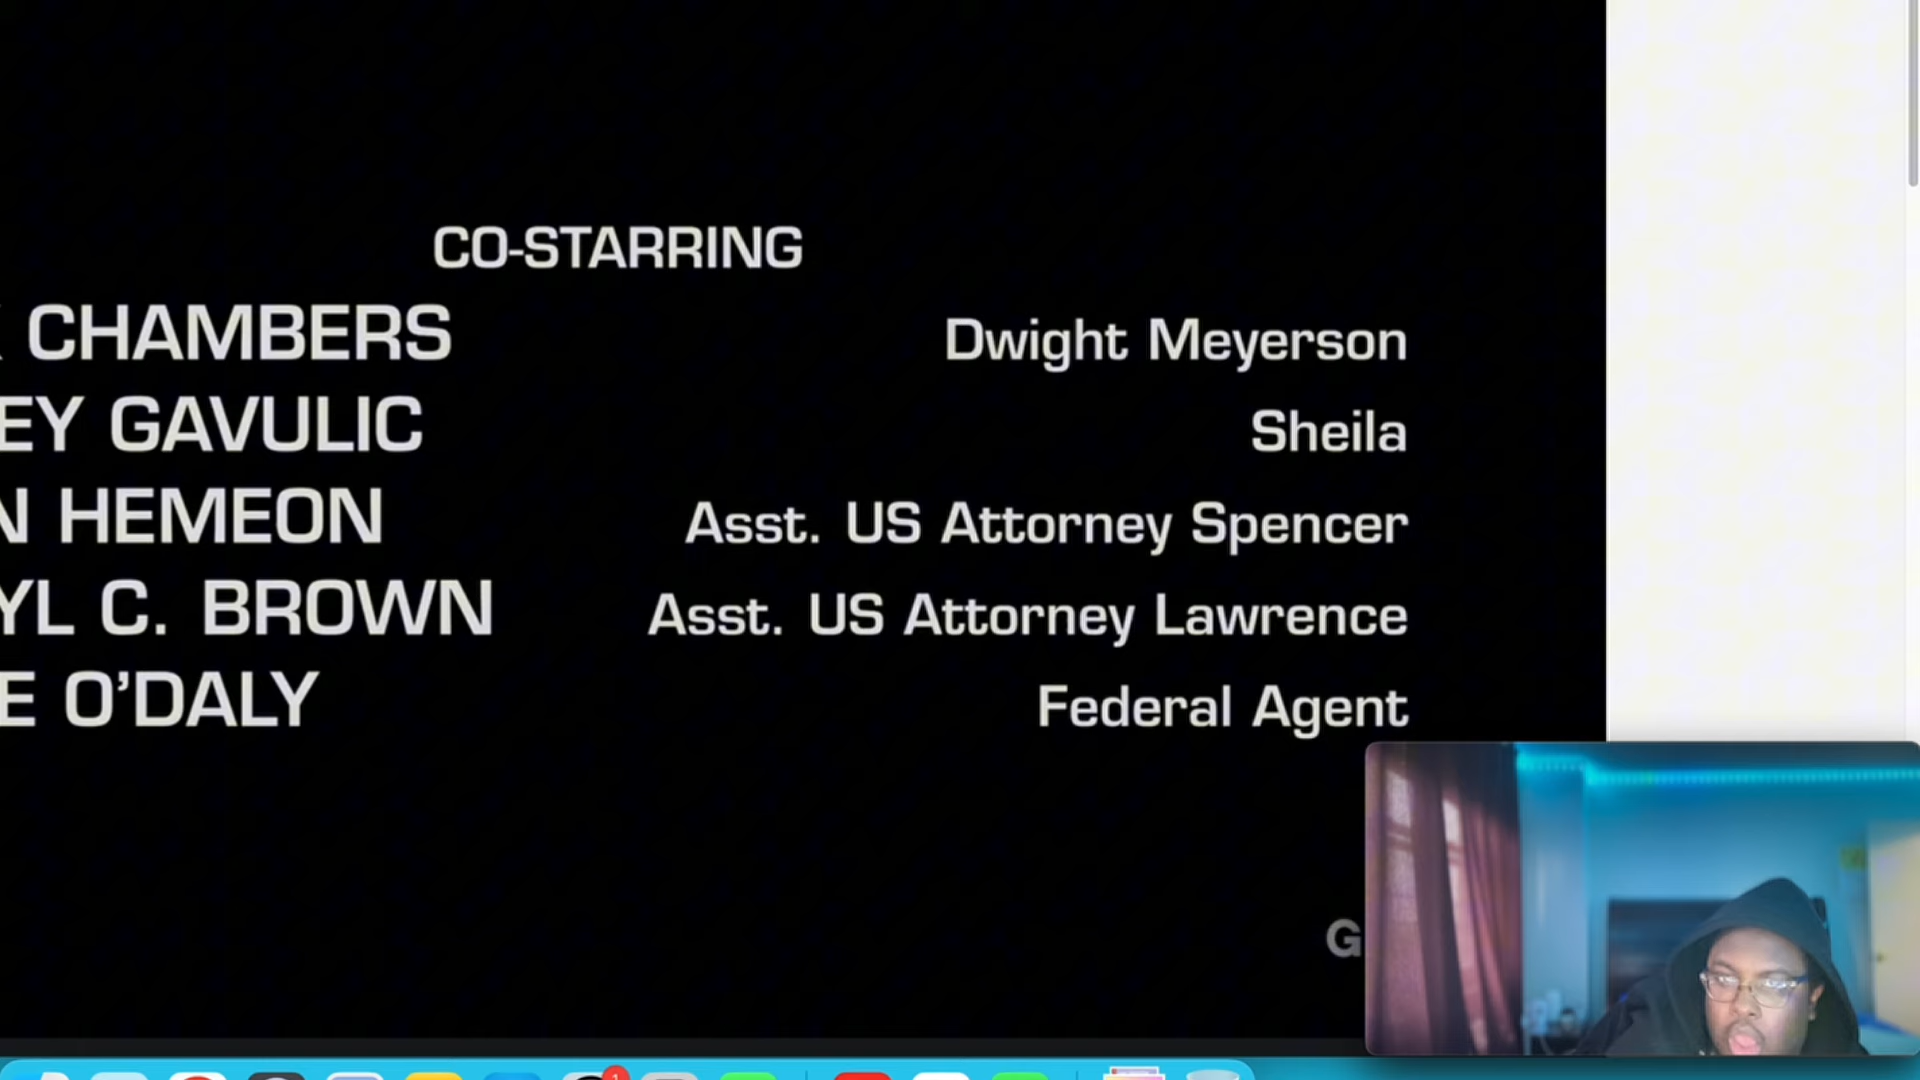 CO-STARRING
CHAMBERS Dwight Meyerson
EY GAVULIC Sheila
N HEMEON Asst. US Attorney Spencer
YL C. BROWN Asst. US Attorney Lawrence
E O’DALY Federal Agent
G
1